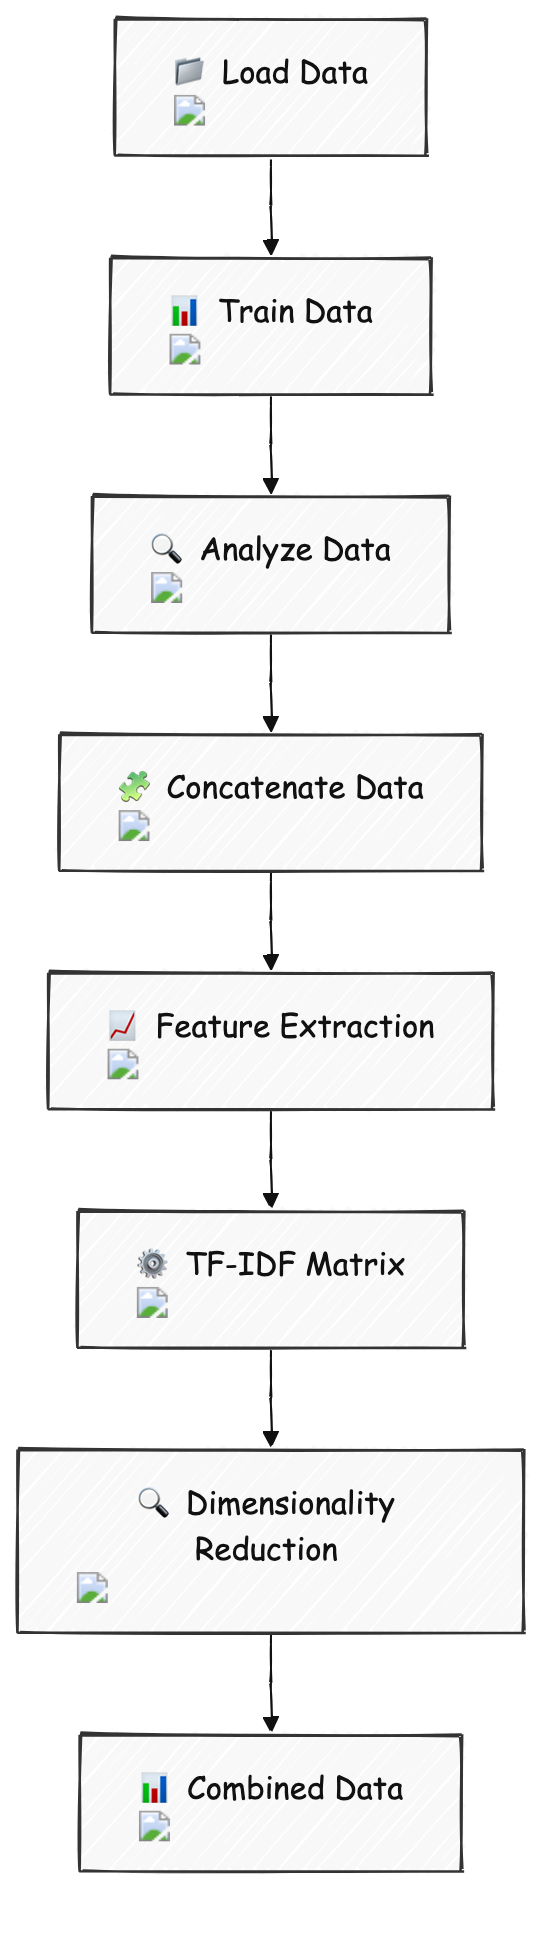 Load Data
Train Data
Analyze Data
Concatenate Data
Feature Extraction
TF-IDF Matrix
Dimensionality
Reduction
Combined Data